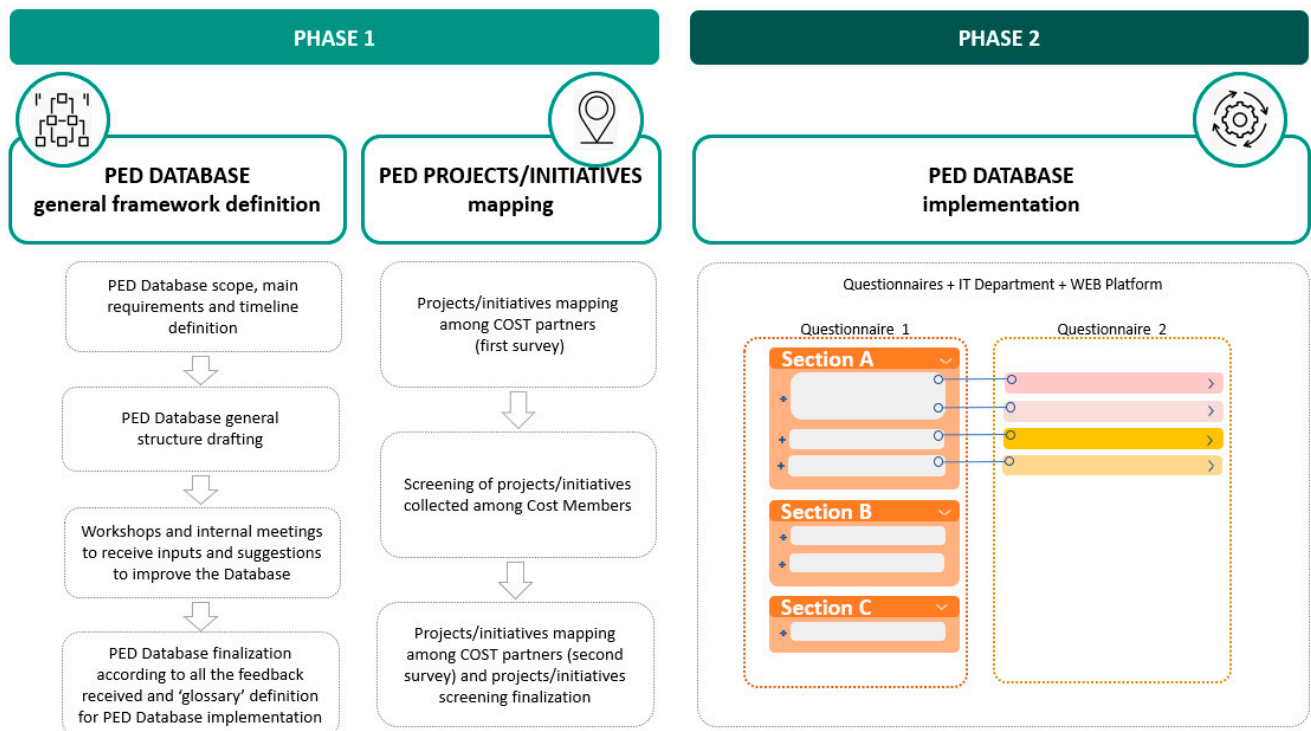 PHASE 1
PED DATABASE
general framework definition
PED Database scope, main
requirements and timeline
definition
PED Database general
structure drafting
Workshops and internal meetings
to receive inputs and suggestions
to improve the Database
PED Database finalization
according to all the feedback
received and ‘glossary’ definition
for PED Database implementation
PED PROJECTS/INITIATIVES
mapping
Projects/initiatives mapping
among COST partners
(first survey)
Screening of projects/initiatives
collected among Cost Members
Projects/initiatives mapping
among COST partners (second
survey) and projects/initiatives
screening finalization
PHASE 2
PED DATABASE
implementation
Questionnaires + IT Department + WEB Platform
Questionnaire 1
Section A
Section B
Section C
Questionnaire 2